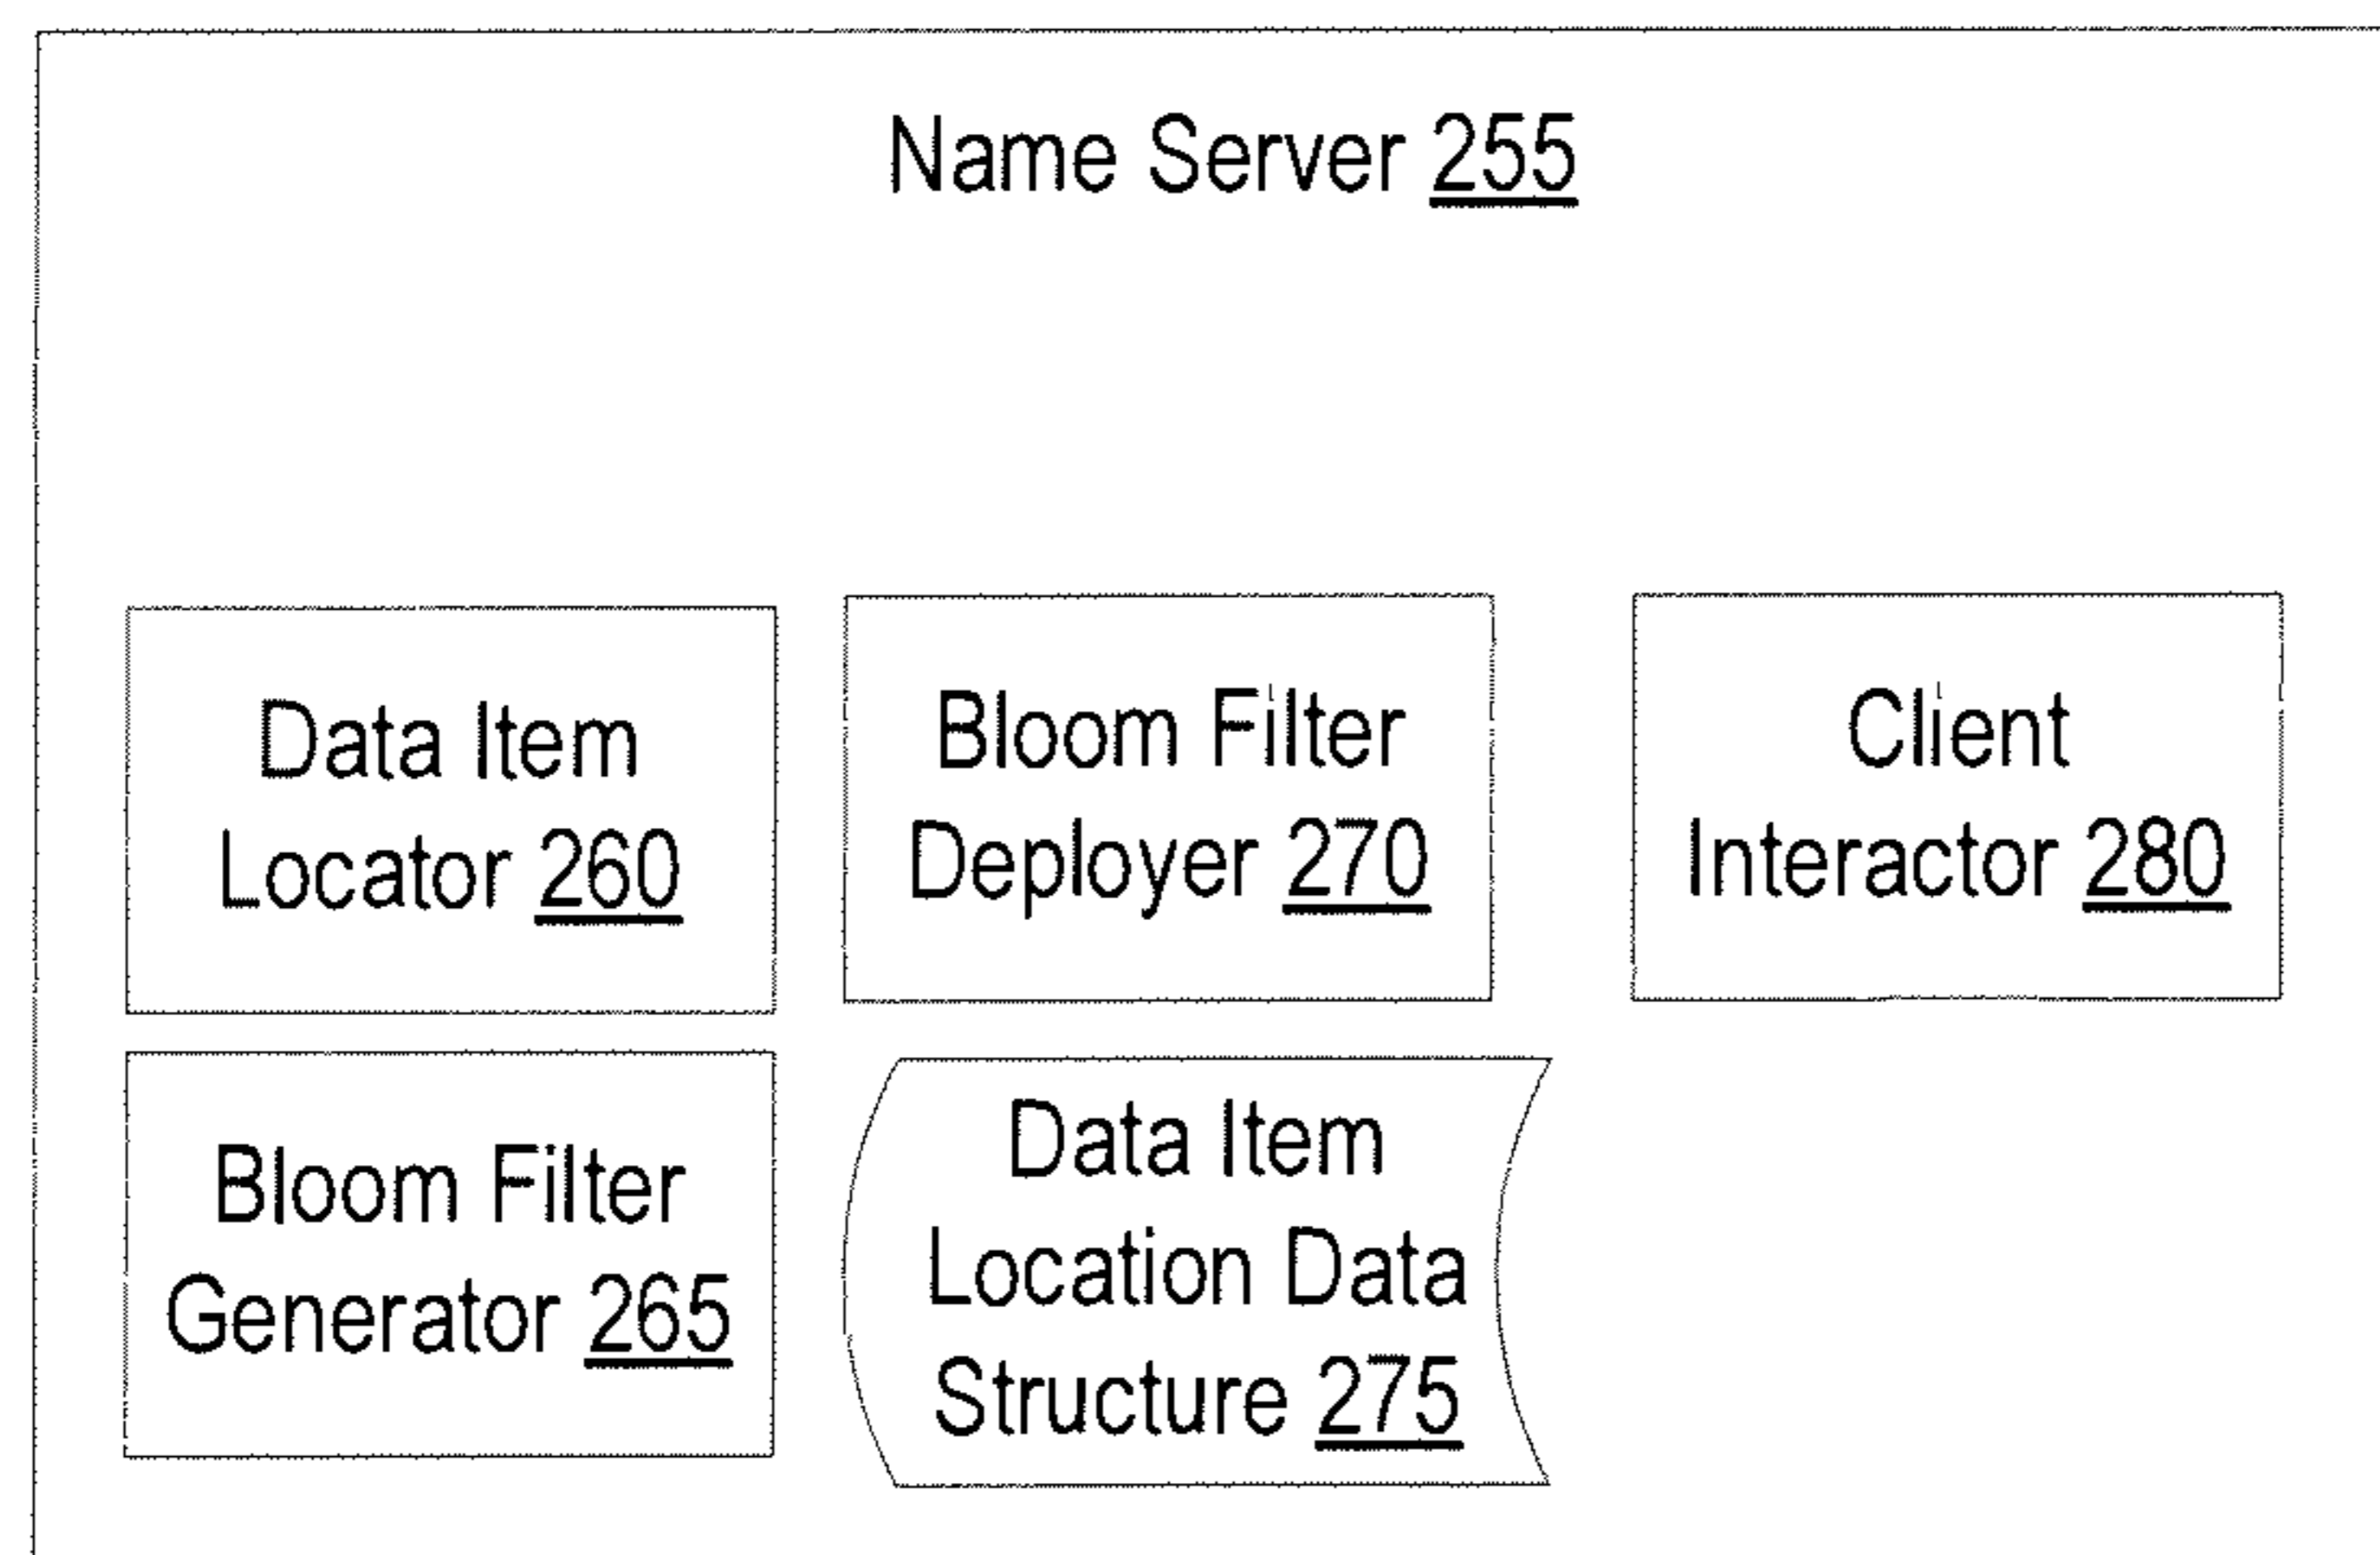 Name Server 255
Data Item
Locator 260
Bloom Filter
Deployer 270
Client
Interactor 280
Bloom Filter
Generator 265
Data Item
Location Data
Structure 275